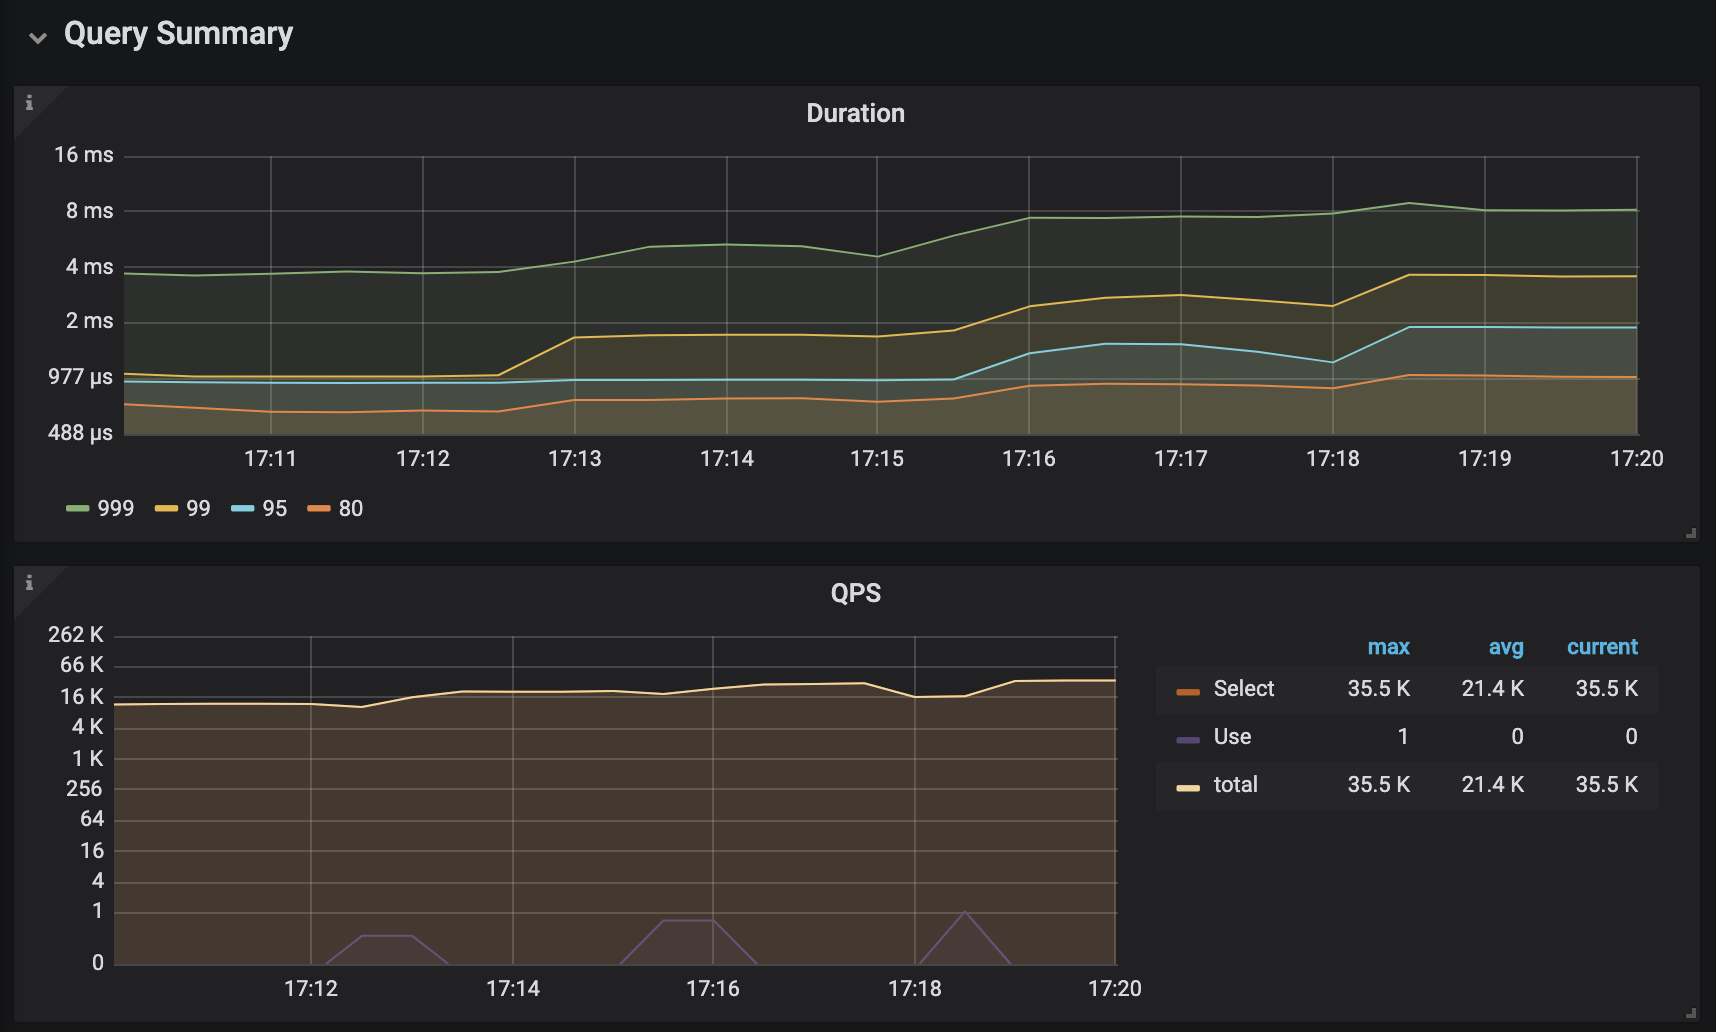 Query Summary
Duration
16 ms
8 ms
4 ms
2 ms
977 µs
488 µs
17:11 17:12 17:13 17:14 17:15 17:16 17:17 17:18 17:19 17:20
999 99 95 80
QPS
262 K
66 K
16 K
4 K
1 K
256
64
16
4
1
0
17:12 17:14 17:16 17:18 17:20
max avg current
Select 35.5 K 21.4 K 35.5 K
Use 1 0 0
total 35.5 K 21.4 K 35.5 K